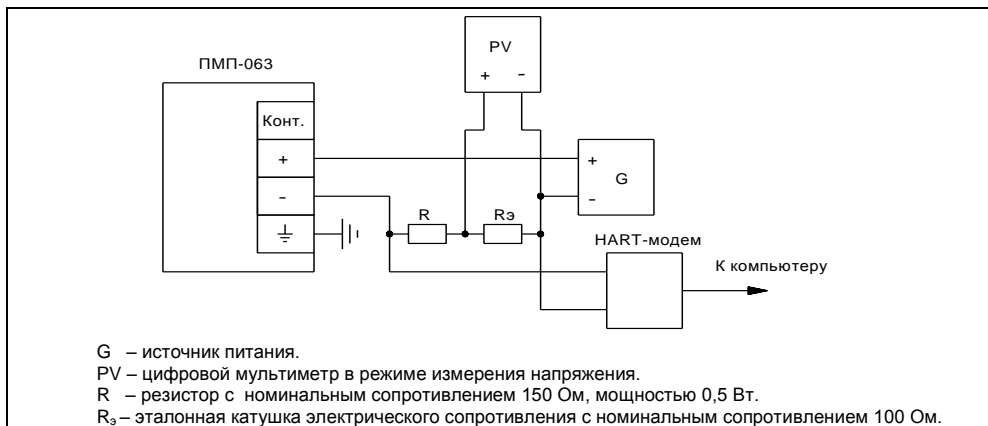 ПМП-063
PV
+ -
Конт.
+
-
+
-
G
R
Rэ
HART-модем
К компьютеру
G – источник питания.
PV – цифровой мультиметр в режиме измерения напряжения.
R – резистор с номинальным сопротивлением 150 Ом, мощностью 0,5 Вт.
Rэ – эталонная катушка электрического сопротивления с номинальным сопротивлением 100 Ом.